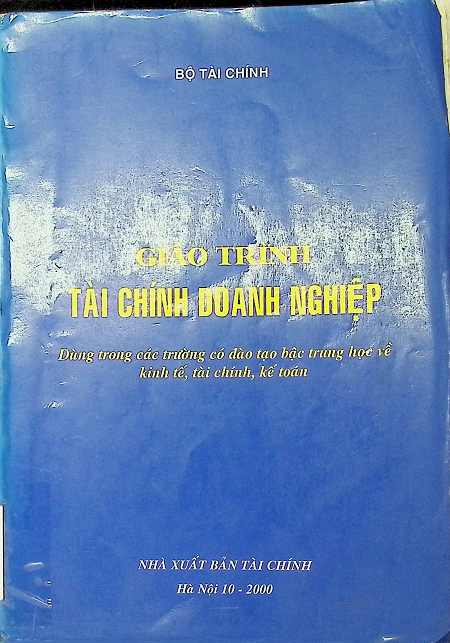 BỘ TÀI CHÍNH
GIÁO TRÌNH
TÀI CHÍNH DOANH NGHIỆP
Dùng trong các trường có đào tạo bậc trung học về
kinh tế, tài chính, kế toán
NHÀ XUẤT BẢN TÀI CHÍNH
Hà Nội 10 - 2000